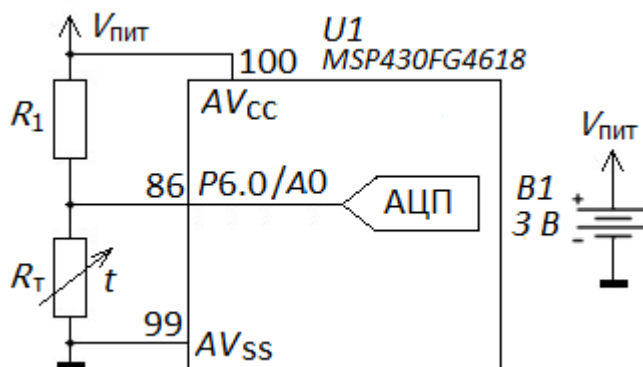 Vпит
U1
100
MSP430FG4618
AVCC
R1
Vпит
86
P6.0/A0
АЦП
B1
+
3 В
-
Rт
t
99
AVSS